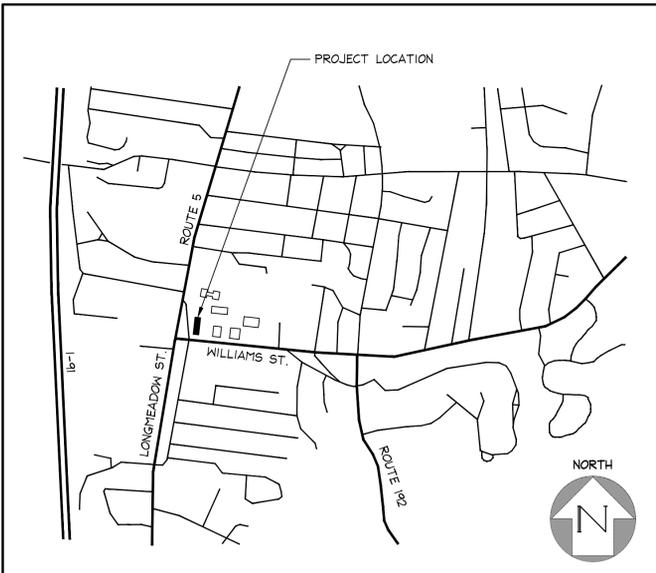 PROJECT LOCATION
ROUTE 5
I-91
LONGMEADOW ST.
WILLIAMS ST.
ROUTE 192
NORTH
N